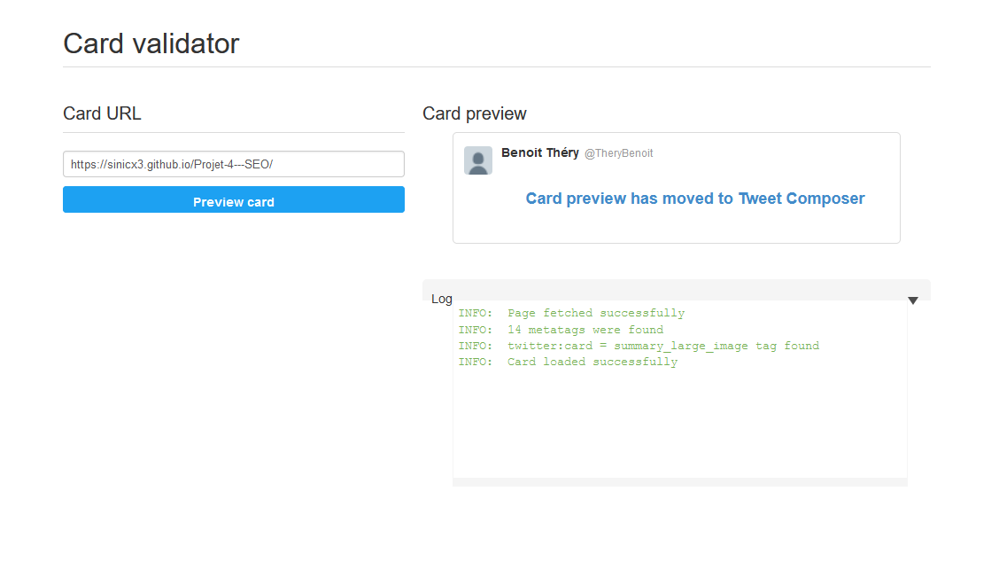 Card validator
Card URL
https://sinicx3.github.io/Projet-4---SEO/
Preview card
Card preview
Benoit Théry @TheryBenoit
Card preview has moved to Tweet Composer
Log
INFO: Page fetched successfully
INFO: 14 metatags were found
INFO: twitter:card = summary_large_image tag found
INFO: Card loaded successfully